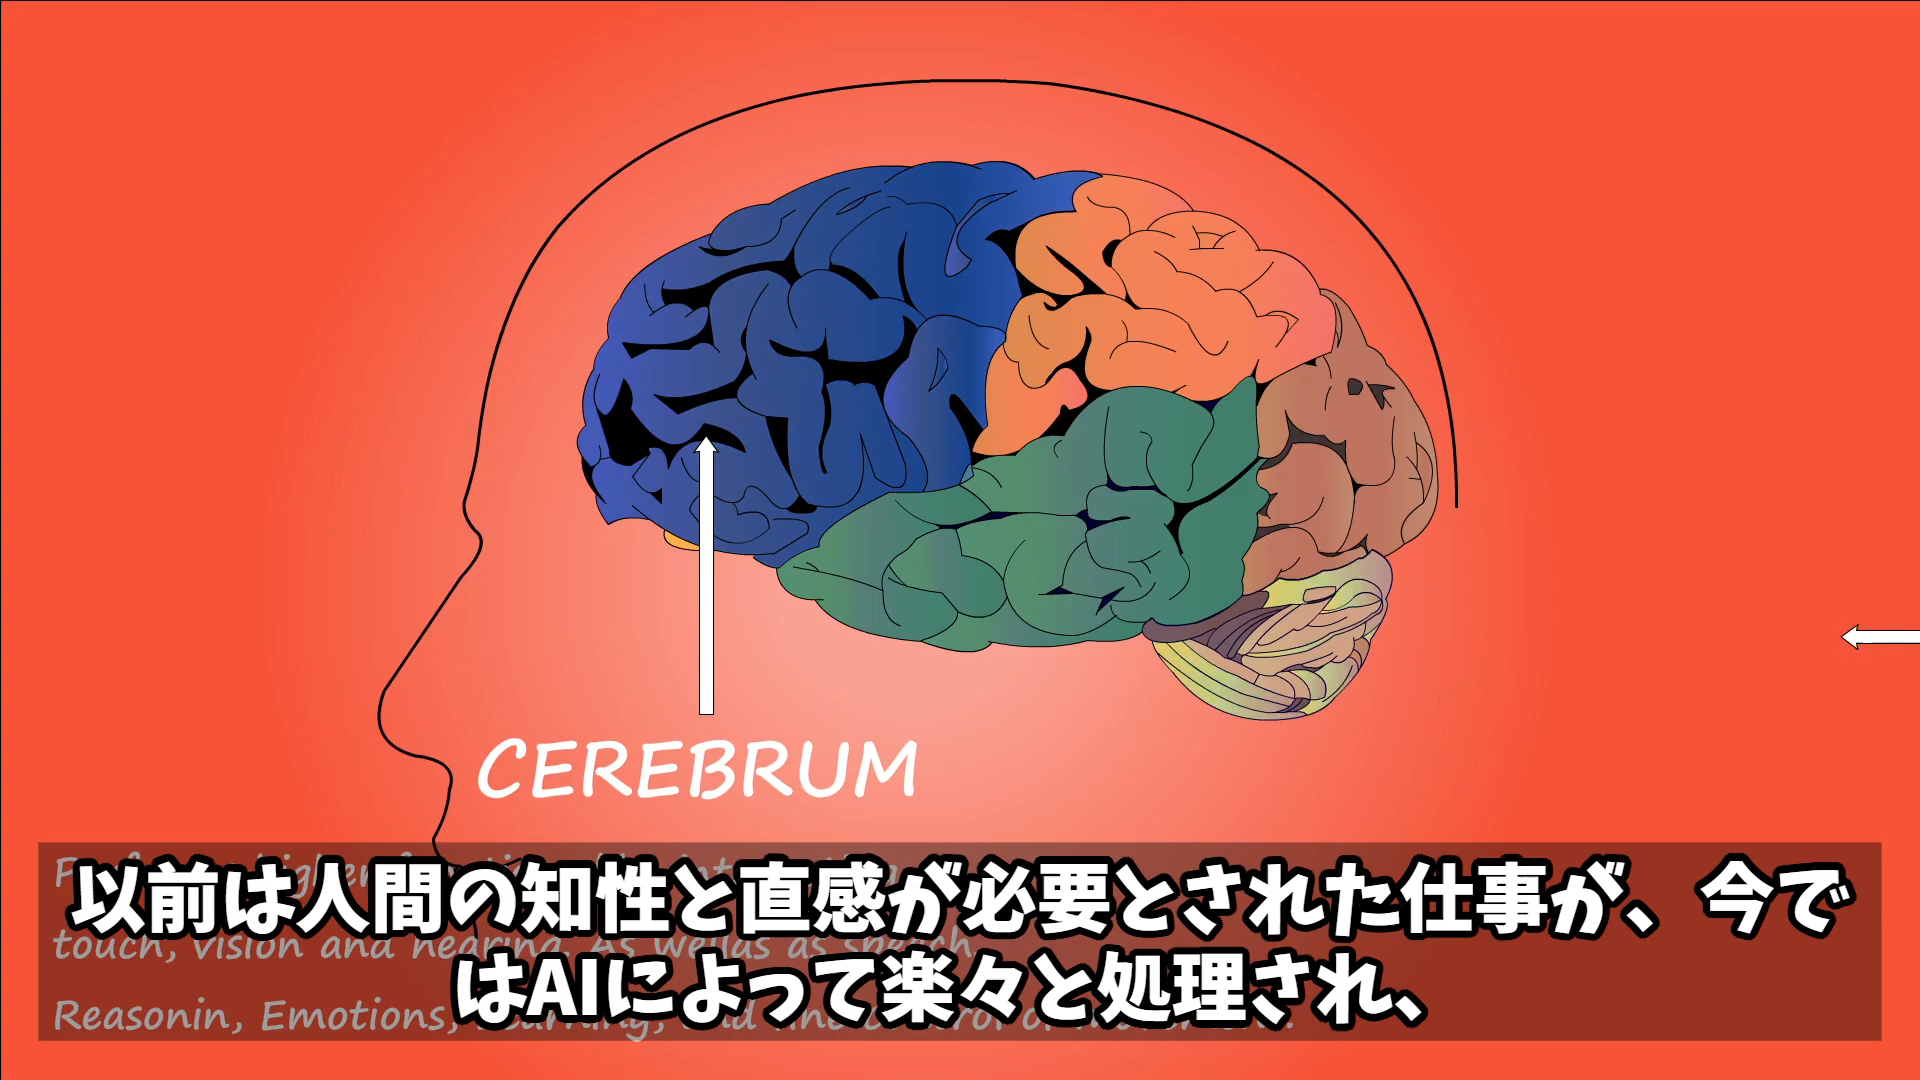 CEREBRUM
以前は人間の知性と直感が必要とされた仕事が、今で
はAIによって楽々と処理され、
touch, vision and hearing. As wellas as speech
Reasonin, Emotions,